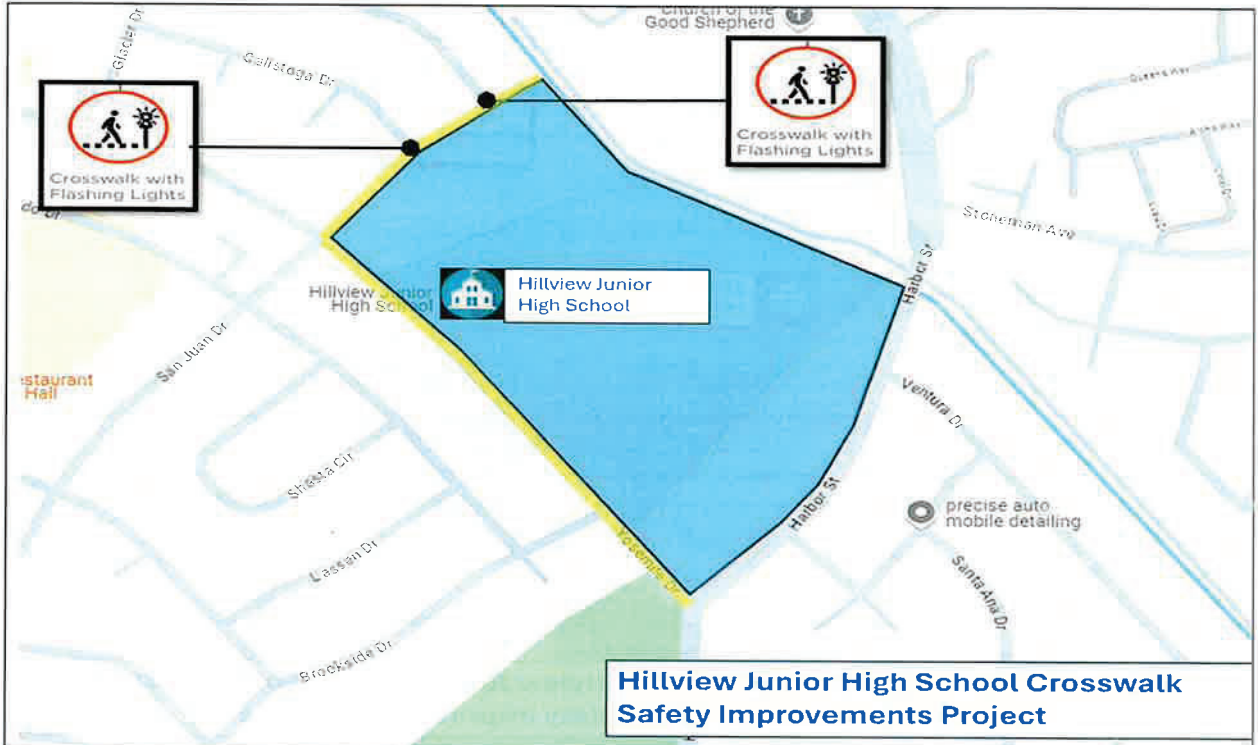 Church of the
Good Shepherd
Glacier Dr
Calistoga Dr
Crosswalk with
Flashing Lights
Crosswalk with
Flashing Lights
do Dr
Stoneman Ave
Harbor St
Hillview Junior
High School
Hillview Junior
High School
San Juan Dr
staurant
Hall
Ventura Dr
Shasta Cir
Harbor St
precise auto
mobile detailing
Lassen Dr
Yosemite Dr
Santa Ana Dr
Brookside Dr
Hillview Junior High School Crosswalk
Safety Improvements Project